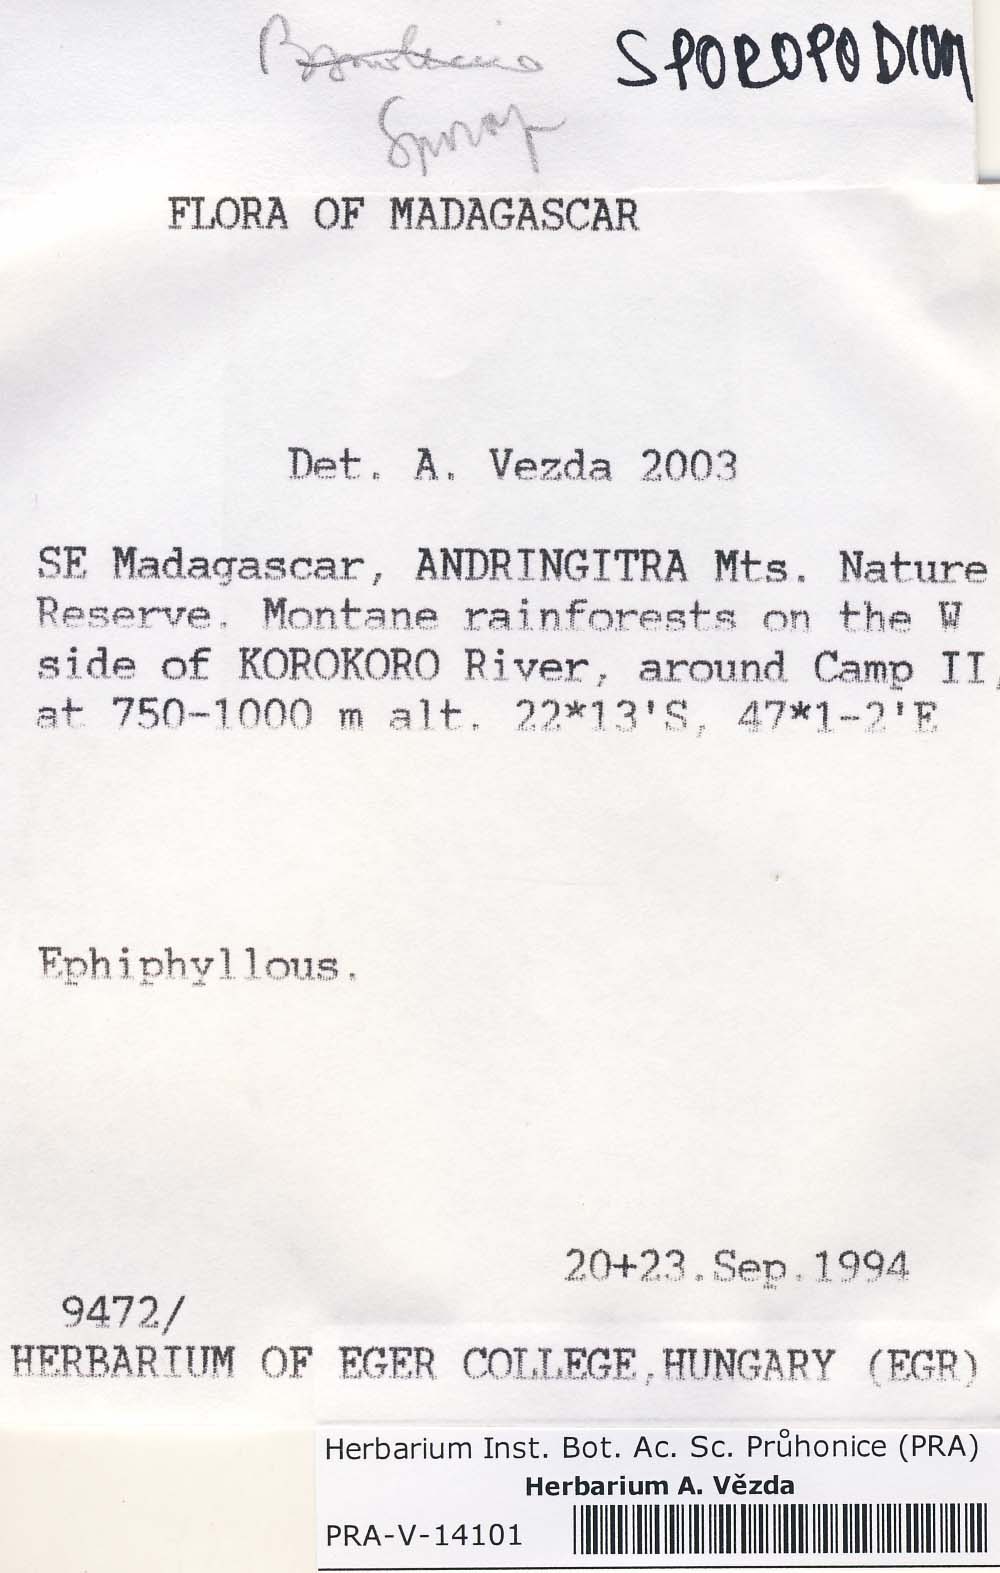 SPOROPODIUM
FLORA OF MADAGASCAR
Det. A. Vezda 2003
SE Madagascar, ANDRINGITRA Mts. Nature
Reserve. Montane rainforests on the W
side of KOROKORO River, around Camp II,
at 750-1000 m alt. 22*13'S, 47*1-2'E
Ephiphyllous.
20+23.Sep.1994
9472/
HERBARIUM OF EGER COLLEGE,HUNGARY (EGR)
Herbarium Inst. Bot. Ac. Sc. Průhonice (PRA)
Herbarium A. Vězda
PRA-V-14101